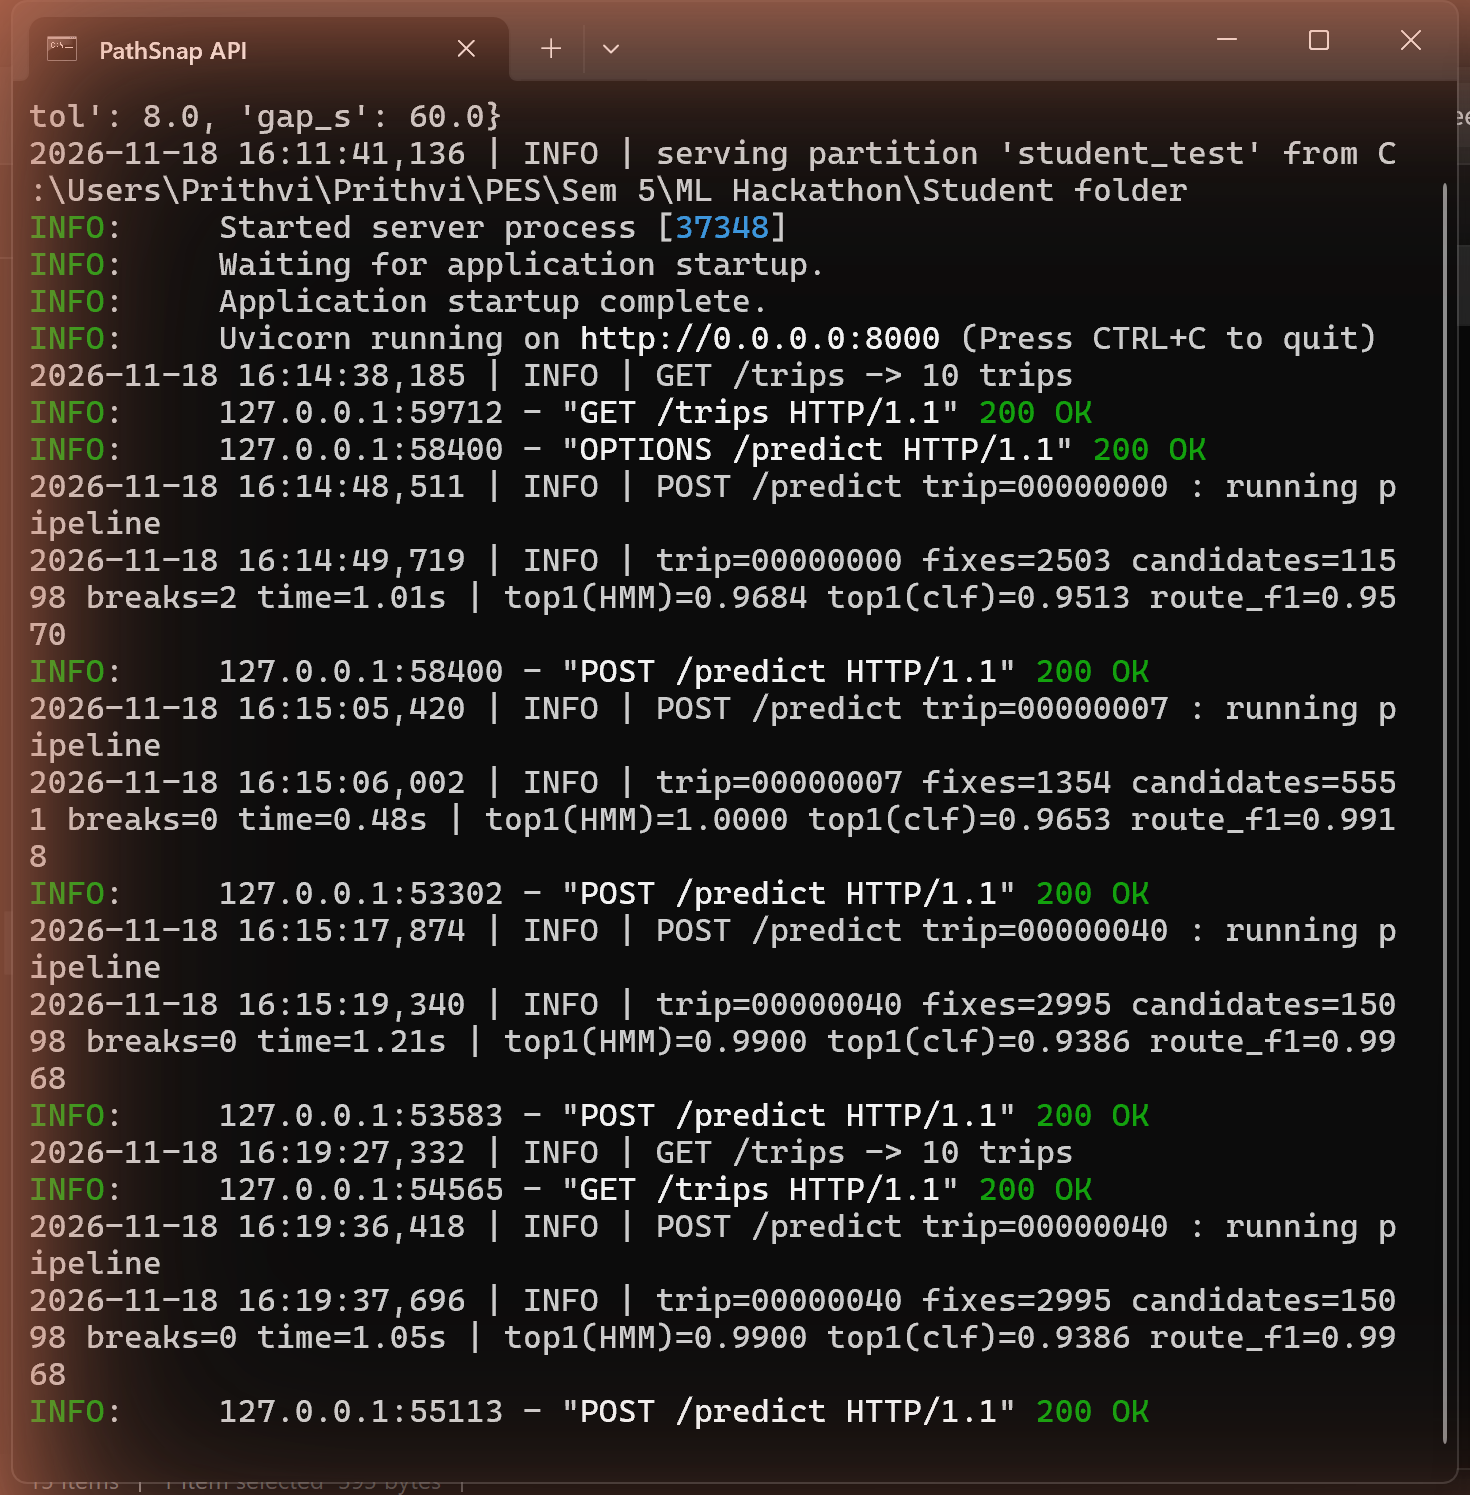 PathSnap API
tol': 8.0, 'gap_s': 60.0}
2026-11-18 16:11:41,136 | INFO | serving partition 'student_test' from C
:\Users\Prithvi\Prithvi\PES\Sem 5\ML Hackathon\Student folder
INFO:     Started server process [37348]
INFO:     Waiting for application startup.
INFO:     Application startup complete.
INFO:     Uvicorn running on http://0.0.0.0:8000 (Press CTRL+C to quit)
2026-11-18 16:14:38,185 | INFO | GET /trips -> 10 trips
INFO:     127.0.0.1:59712 - "GET /trips HTTP/1.1" 200 OK
INFO:     127.0.0.1:58400 - "OPTIONS /predict HTTP/1.1" 200 OK
2026-11-18 16:14:48,511 | INFO | POST /predict trip=00000000 : running p
ipeline
2026-11-18 16:14:49,719 | INFO | trip=00000000 fixes=2503 candidates=115
98 breaks=2 time=1.01s | top1(HMM)=0.9684 top1(clf)=0.9513 route_f1=0.95
70
INFO:     127.0.0.1:58400 - "POST /predict HTTP/1.1" 200 OK
2026-11-18 16:15:05,420 | INFO | POST /predict trip=00000007 : running p
ipeline
2026-11-18 16:15:06,002 | INFO | trip=00000007 fixes=1354 candidates=555
1 breaks=0 time=0.48s | top1(HMM)=1.0000 top1(clf)=0.9653 route_f1=0.991
8
INFO:     127.0.0.1:53302 - "POST /predict HTTP/1.1" 200 OK
2026-11-18 16:15:17,874 | INFO | POST /predict trip=00000040 : running p
ipeline
2026-11-18 16:15:19,340 | INFO | trip=00000040 fixes=2995 candidates=150
98 breaks=0 time=1.21s | top1(HMM)=0.9900 top1(clf)=0.9386 route_f1=0.99
68
INFO:     127.0.0.1:53583 - "POST /predict HTTP/1.1" 200 OK
2026-11-18 16:19:27,332 | INFO | GET /trips -> 10 trips
INFO:     127.0.0.1:54565 - "GET /trips HTTP/1.1" 200 OK
2026-11-18 16:19:36,418 | INFO | POST /predict trip=00000040 : running p
ipeline
2026-11-18 16:19:37,696 | INFO | trip=00000040 fixes=2995 candidates=150
98 breaks=0 time=1.05s | top1(HMM)=0.9900 top1(clf)=0.9386 route_f1=0.99
68
INFO:     127.0.0.1:55113 - "POST /predict HTTP/1.1" 200 OK